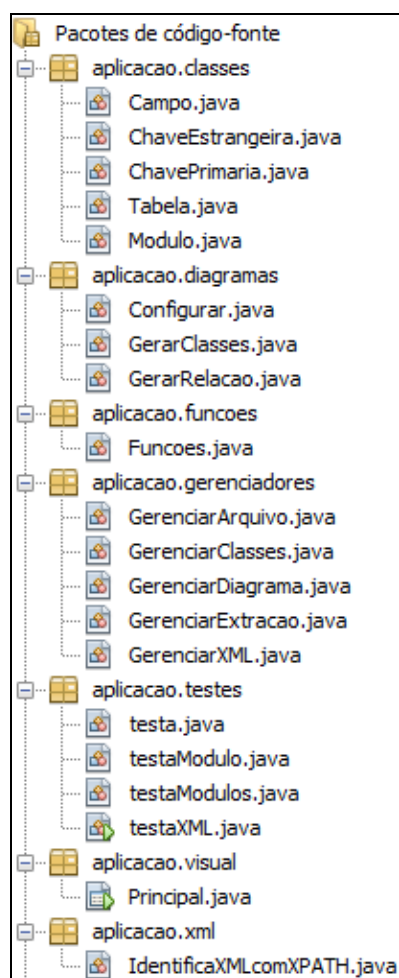 Pacotes de código-fonte
aplicacao.classes
Campo.java
ChaveEstrangeira.java
ChavePrimaria.java
Tabela.java
Modulo.java
aplicacao.diagramas
Configurar.java
GerarClasses.java
GerarRelacao.java
aplicacao.funcoes
Funcoes.java
aplicacao.gerenciadores
GerenciarArquivo.java
GerenciarClasses.java
GerenciarDiagrama.java
GerenciarExtracao.java
GerenciarXML.java
aplicacao.testes
testa.java
testaModulo.java
testaModulos.java
testaXML.java
aplicacao.visual
Principal.java
aplicacao.xml
IdentificaXMLcomXPATH.java